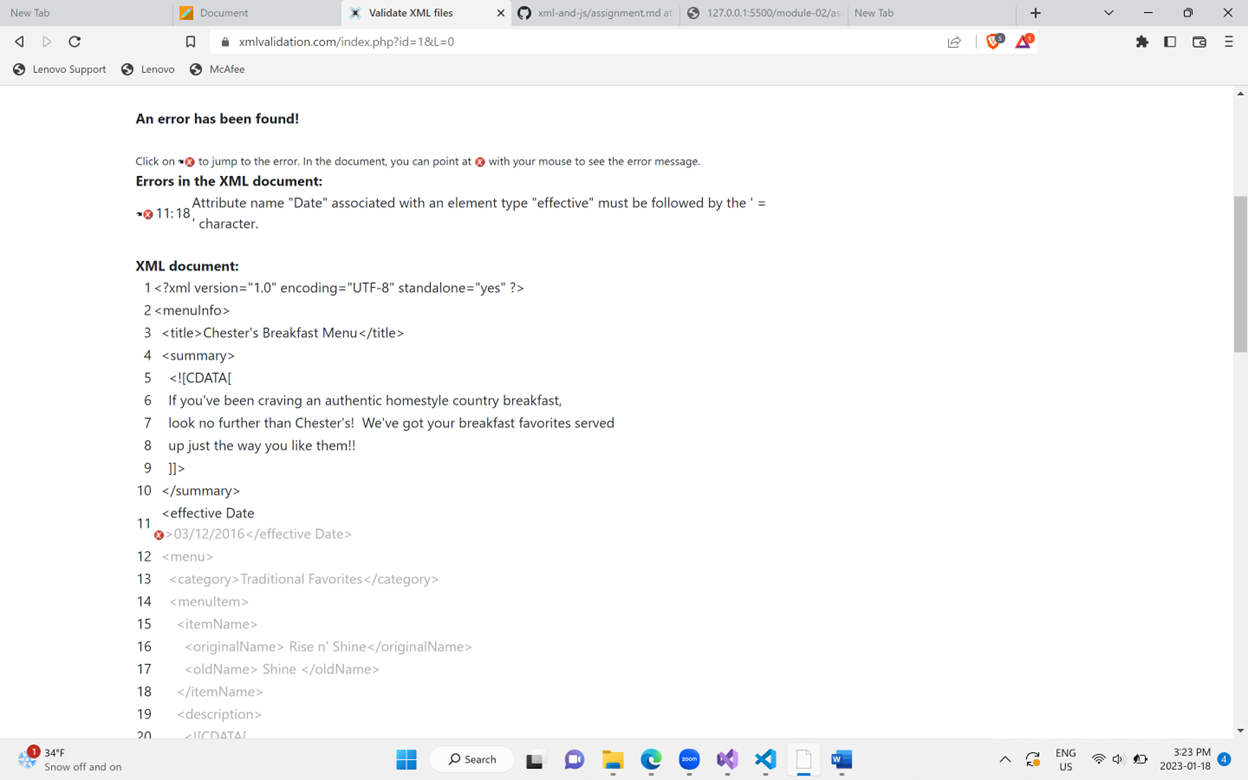 New Tab
Document
Validate XML files
xml-and-js/assignment.md at
127.0.0.1:5500/module-02/as
New Tab
xmlvalidation.com/index.php?id=1&L=0
5
1
Lenovo Support
Lenovo
McAfee
An error has been found!
Click on to jump to the error. In the document, you can point at with your mouse to see the error message.
Errors in the XML document:
11: 18 Attribute name "Date" associated with an element type "effective" must be followed by the ' =
' character.
XML document:
1 <?xml version="1.0" encoding="UTF-8" standalone="yes" ?>
2 <menuInfo>
3 <title>Chester's Breakfast Menu</title>
4 <summary>
5 <![CDATA[
6 If you've been craving an authentic homestyle country breakfast,
7 look no further than Chester's! We've got your breakfast favorites served
8 up just the way you like them!!
9 ]]>
10 </summary>
11 <effective Date
>03/12/2016</effective Date>
12 <menu>
13 <category>Traditional Favorites</category>
14 <menuItem>
15 <itemName>
16 <originalName> Rise n' Shine</originalName>
17 <oldName> Shine </oldName>
18 </itemName>
19 <description>
20 <![CDATA[
1
34°F
Snow off and on
Search
zoom
W
ENG
US
3:23 PM
2023-01-18
4